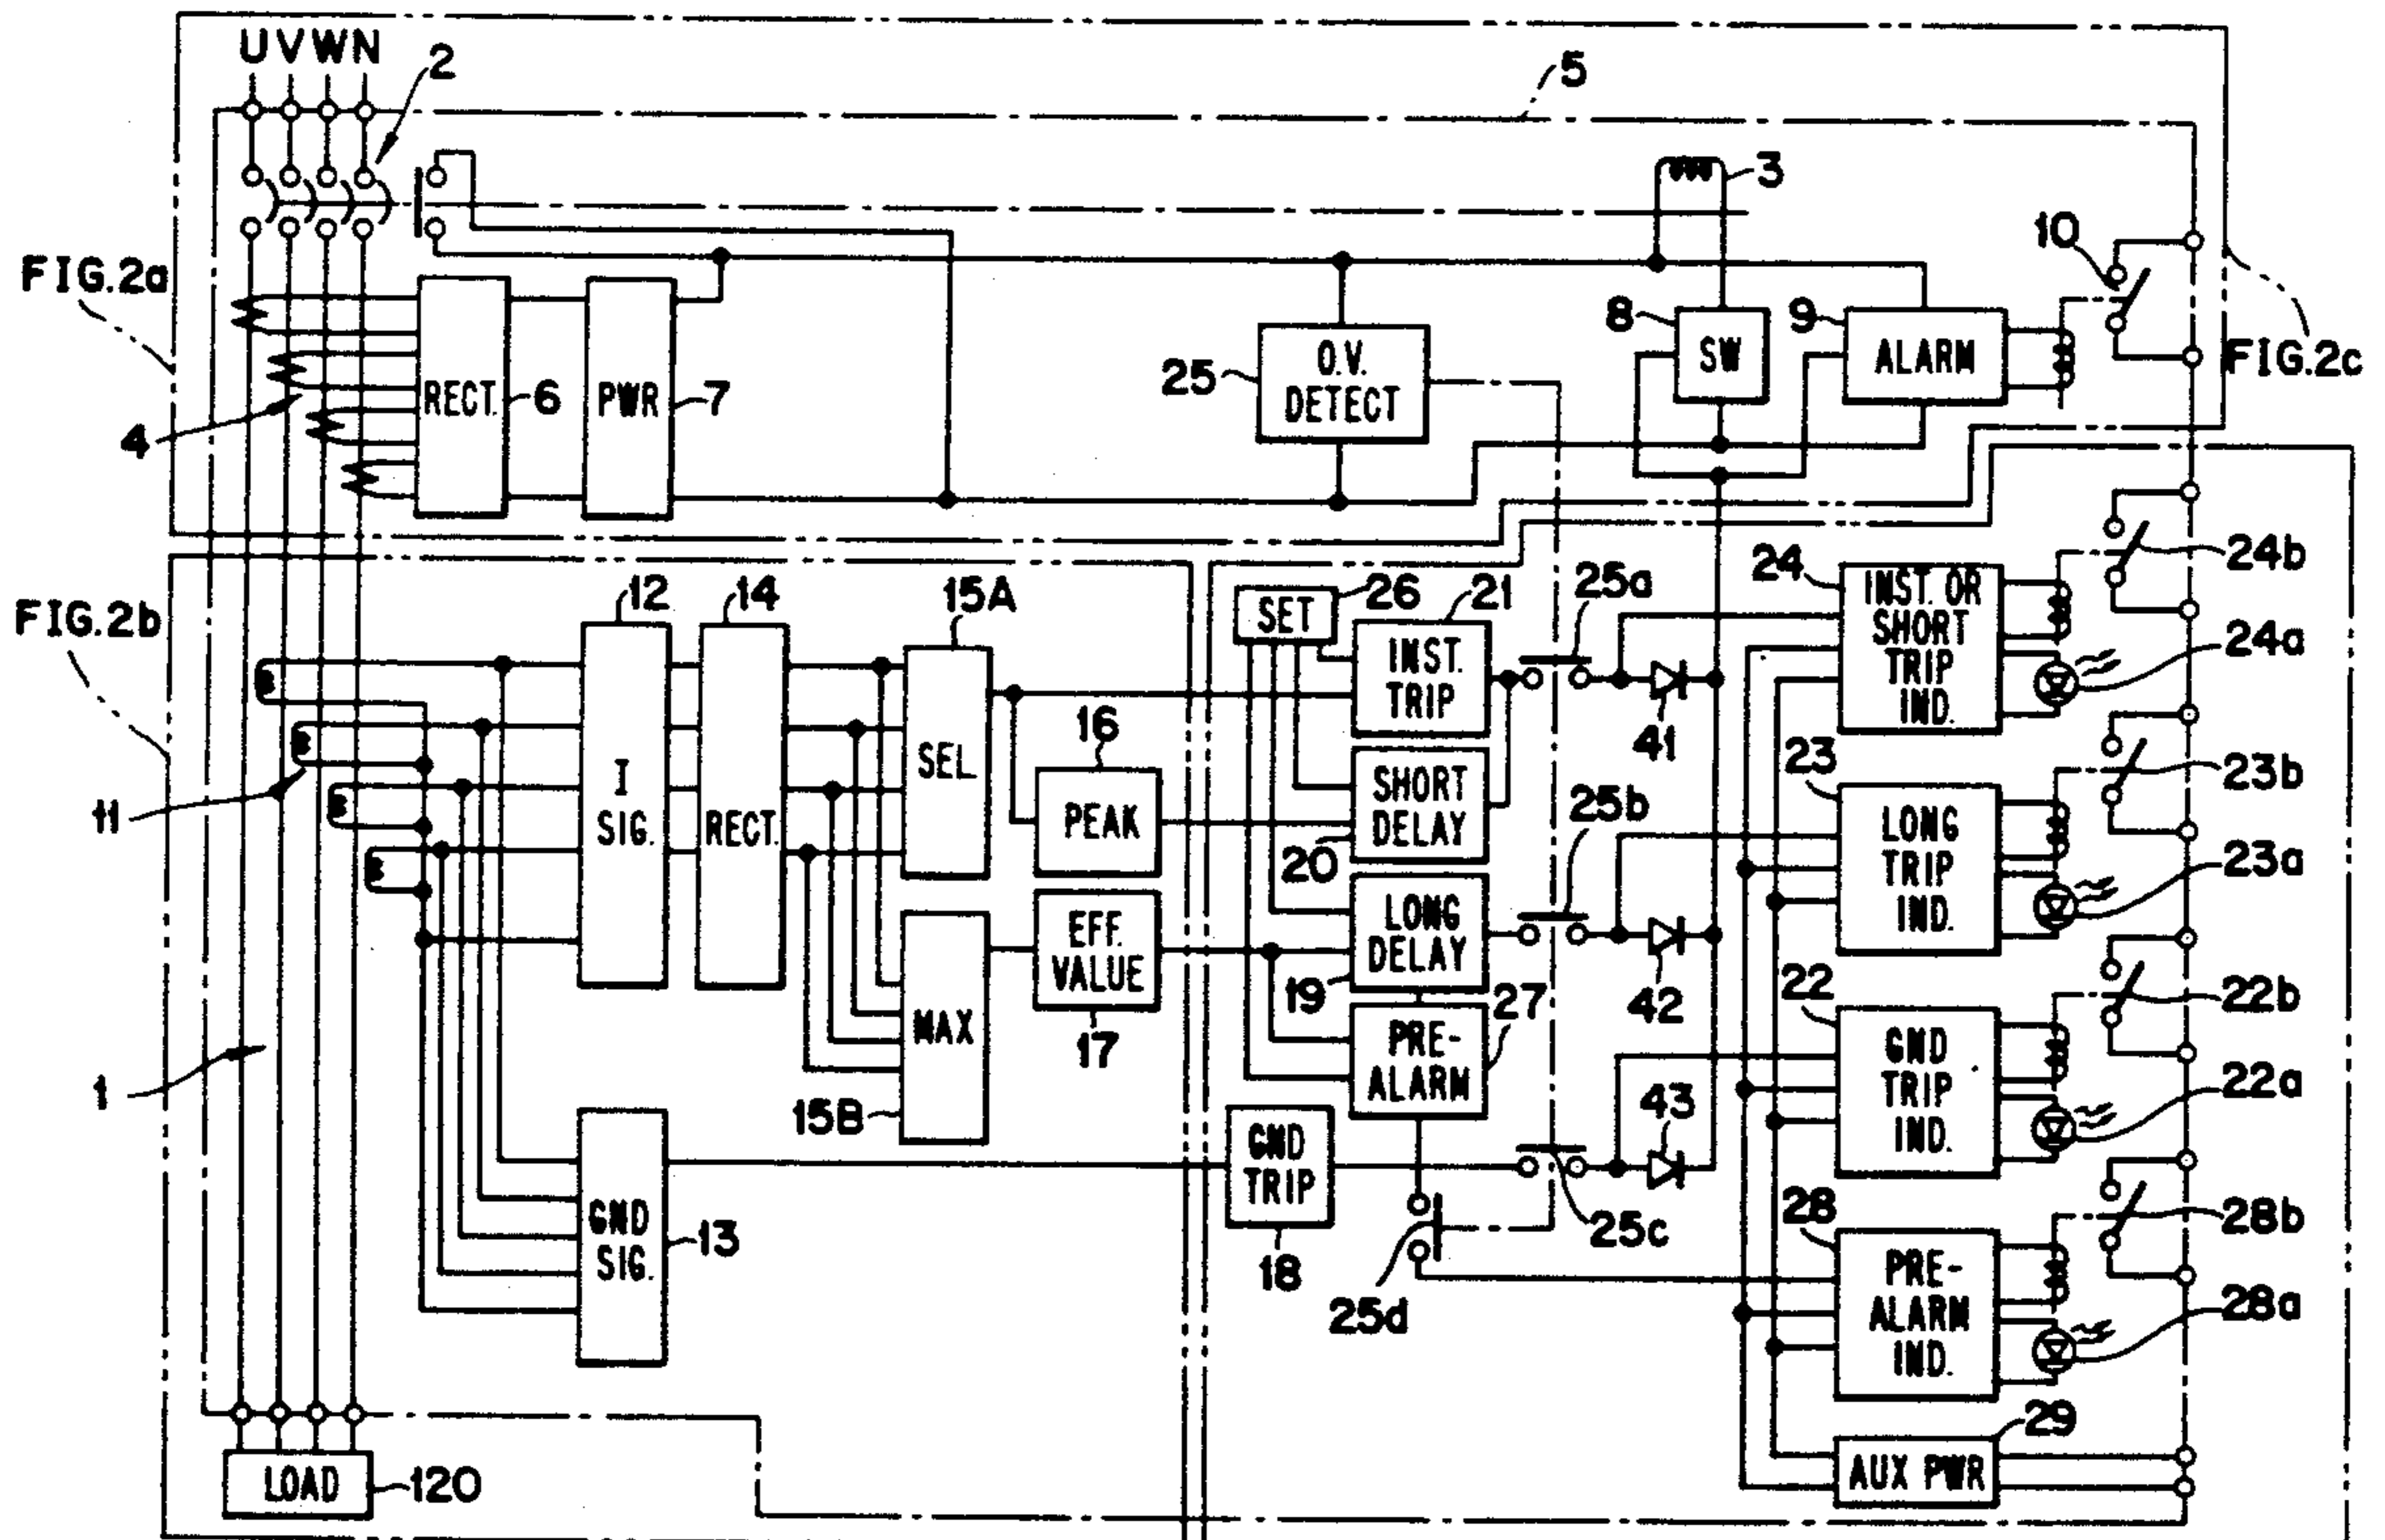 U V W N
2
5
3
10
FIG.2a
RECT.
6
PWR
7
4
25
O.V.
DETECT
8
SW
9
ALARM
FIG.2c
FIG.2b
12
14
15A
I
SIG.
RECT.
SEL
16
PEAK
11
EFF.
VALUE
17
MAX
15B
1
GND
SIG.
13
LOAD
120
SET
26
21
INST.
TRIP
25a
41
SHORT
DELAY
20
25b
LONG
DELAY
19
42
27
PRE-
ALARM
GND
TRIP
18
43
25c
25d
24
INST. OR
SHORT
TRIP
IND.
24b
24a
23
LONG
TRIP
IND.
23b
23a
22
GND
TRIP
IND.
22b
22a
28
PRE-
ALARM
IND.
28b
28a
29
AUX PWR